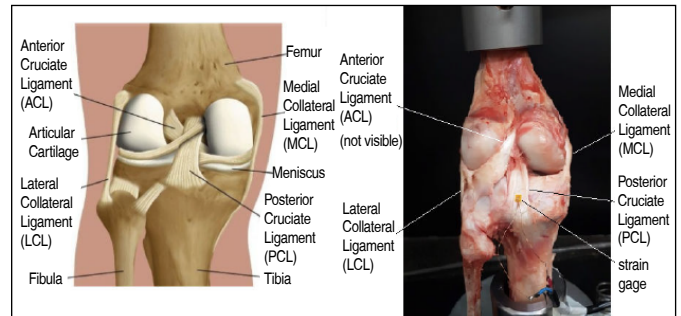 Anterior
Cruciate
Ligament
(ACL)
Articular
Cartilage
Lateral
Collateral
Ligament
(LCL)
Fibula
Femur
Medial
Collateral
Ligament
(MCL)
Meniscus
Posterior
Cruciate
Ligament
(PCL)
Tibia
Anterior
Cruciate
Ligament
(ACL)
(not visible)
Lateral
Collateral
Ligament
(LCL)
Medial
Collateral
Ligament
(MCL)
Posterior
Cruciate
Ligament
(PCL)
strain
gage